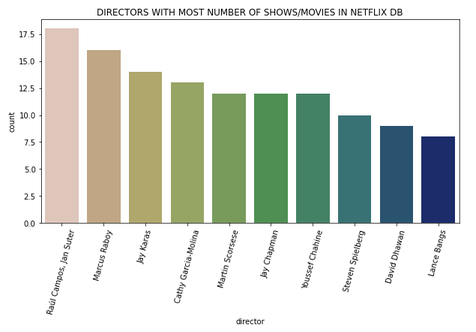 DIRECTORS WITH MOST NUMBER OF SHOWS/MOVIES IN NETFLIX DB
17.5
15.0
12.5
10.0
7.5
5.0
2.5
0.0
count
Raúl Campos, Jan Suter
Marcus Raboy
Jay Karas
Cathy Garcia-Molina
Martin Scorsese
Jay Chapman
Youssef Chahine
Steven Spielberg
David Dhawan
Lance Bangs
director